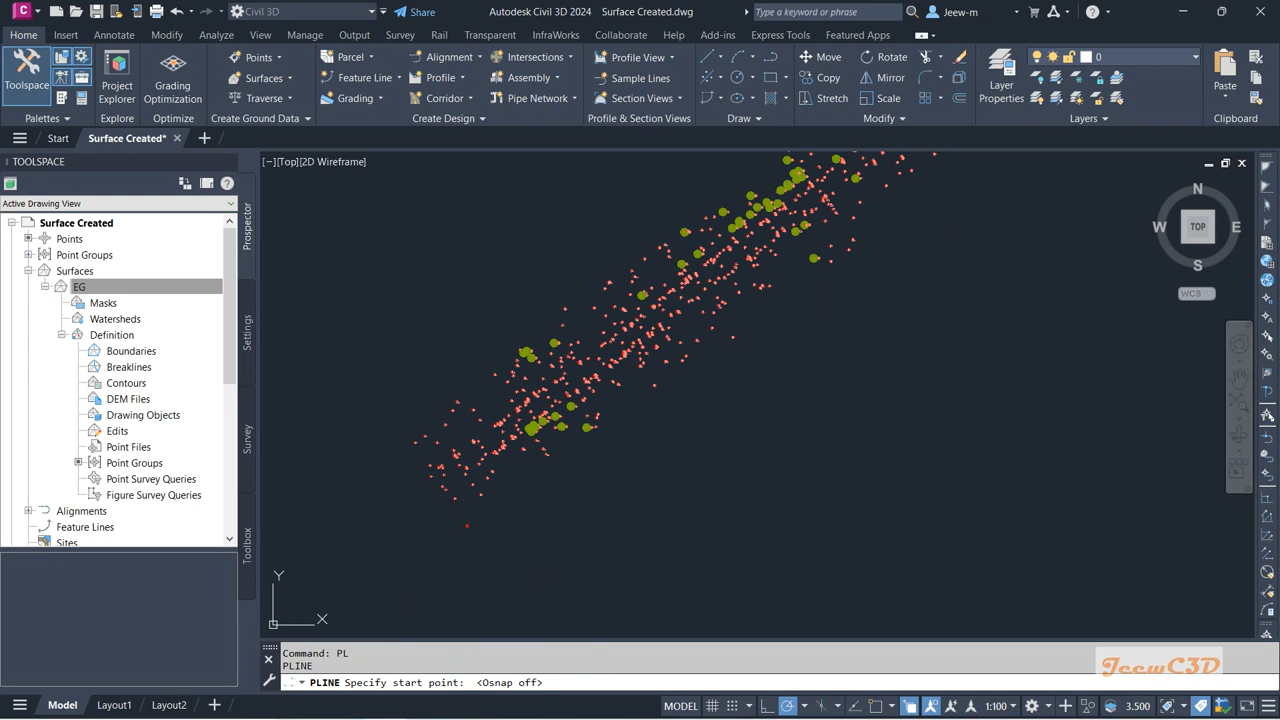 C Civil 3D Share Autodesk Civil 3D 2024 Surface Created.dwg Type a keyword or phrase Jeew-m
Home Insert Annotate Modify Analyze View Manage Output Survey Rail Transparent InfraWorks Collaborate Help Add-ins Express Tools Featured Apps
Points Parcel Alignment Intersections Profile View Move Rotate 0
Toolspace Project Explorer Grading Optimization Surfaces Feature Line Profile Assembly Sample Lines Copy Mirror Layer Properties Paste
Traverse Grading Corridor Pipe Network Section Views Stretch Scale
Palettes Explore Optimize Create Ground Data Create Design Profile & Section Views Draw Modify Layers Clipboard
Start Surface Created* +
TOOLSPACE [−][Top][2D Wireframe]
Active Drawing View
Surface Created
Points
Point Groups
Surfaces
EG
Masks
Watersheds
Definition
Boundaries
Breaklines
Contours
DEM Files
Drawing Objects
Edits
Point Files
Point Groups
Point Survey Queries
Figure Survey Queries
Alignments
Feature Lines
Sites
Prospector
Settings
Survey
Toolbox
N
W TOP E
S
WCS
Y
X
Command: PL
PLINE
PLINE Specify start point: <Osnap off>
JeewC3D
Model Layout1 Layout2 + MODEL 1:100 3.500